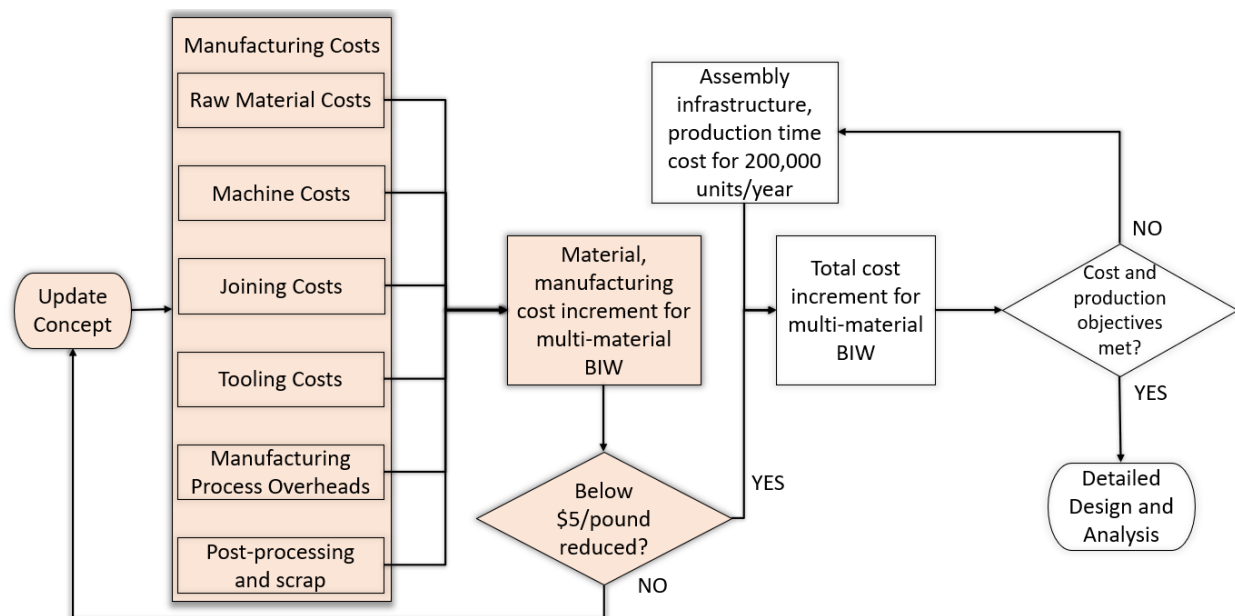 Manufacturing Costs
Raw Material Costs
Machine Costs
Joining Costs
Tooling Costs
Manufacturing
Process Overheads
Post-processing
and scrap
Update
Concept
Material,
manufacturing
cost increment for
multi-material
BIW
Below
$5/pound
reduced?
YES
NO
Assembly
infrastructure,
production time
cost for 200,000
units/year
Total cost
increment for
multi-material
BIW
NO
Cost and
production
objectives
met?
YES
Detailed
Design and
Analysis